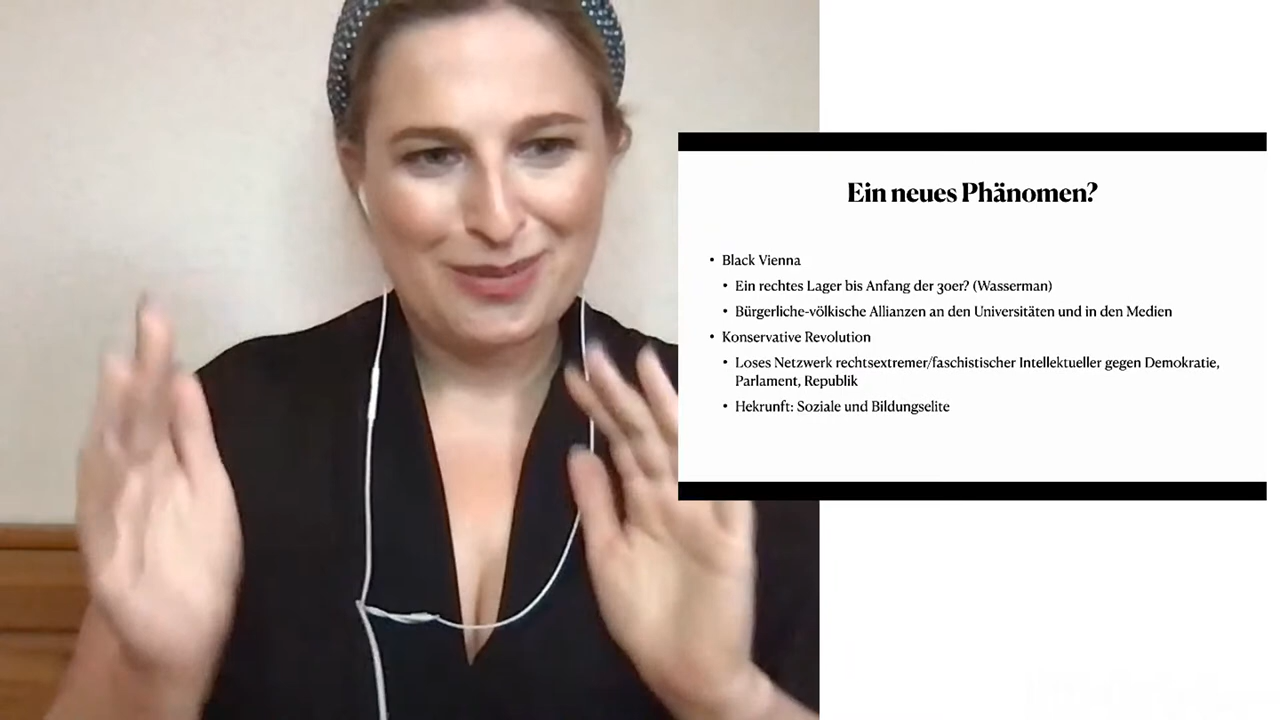 Ein neues Phänomen?
• Black Vienna
• Ein rechtes Lager bis Anfang der 30er? (Wasserman)
• Bürgerliche-völkische Allianzen an den Universitäten und in den Medien
• Konservative Revolution
• Loses Netzwerk rechtsextremer/faschistischer Intellektueller gegen Demokratie,
Parlament, Republik
• Hekrunft: Soziale und Bildungselite